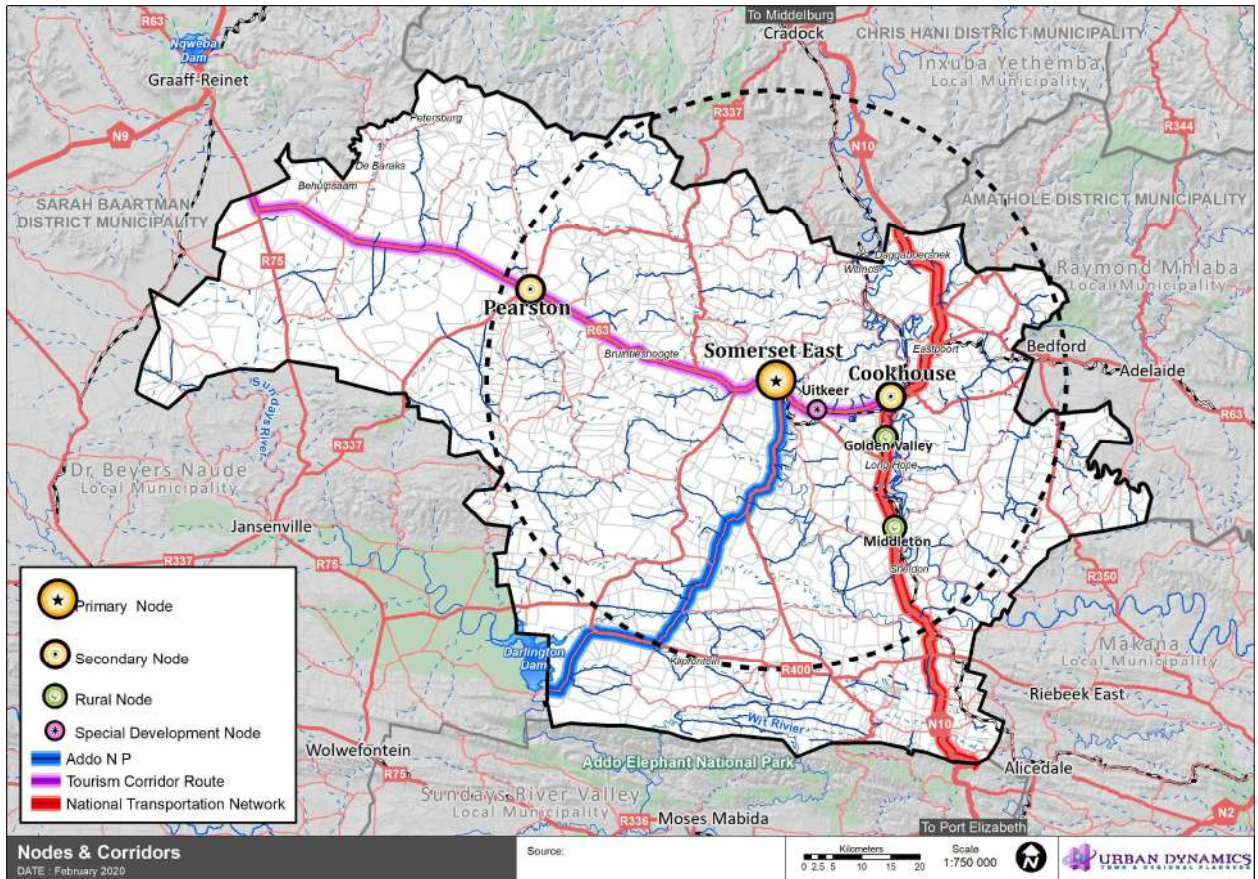 To Middelburg
R63
Cradock
CHRIS HANI DISTRICT MUNICIPALITY
Nqweba
Dam
Inxuba Yethemba
Local Municipality
Graaff-Reinet
R337
R344
N9
N10
Petersburg
De Baraks
Behulpsaam
SARAH BAARTMAN
DISTRICT MUNICIPALITY
AMATHOLE DISTRICT MUNICIPALITY
R75
Daggaboersnek
Witmos
Raymond Mhlaba
Local Municipality
Pearston
R63
Bruintjieshoogte
Somerset East
Eastpoort
Bedford
Adelaide
Cookhouse
Uitkeer
R63
Sundays
River
R337
Golden Valley
Long Hope
Dr Beyers Naude
Local Municipality
Jansenville
Middleton
R337
R75
Sheldon
R350
Darlington
Dam
Klipfontein
R400
Makana
Local Municipality
Riebeek East
Wit Rivier
N10
Wolwefontein
R75
Addo Elephant National Park
Alicedale
Sundays River Valley
Local Municipality
R336
Moses Mabida
N2
To Port Elizabeth
Primary Node
Secondary Node
Rural Node
Special Development Node
Addo N P
Tourism Corridor Route
National Transportation Network
Nodes & Corridors
DATE : February 2020
Source:
Kilometers
0 2.5 5 10 15 20
Scale
1:750 000
N
URBAN DYNAMICS
TOWN & REGIONAL PLANNERS